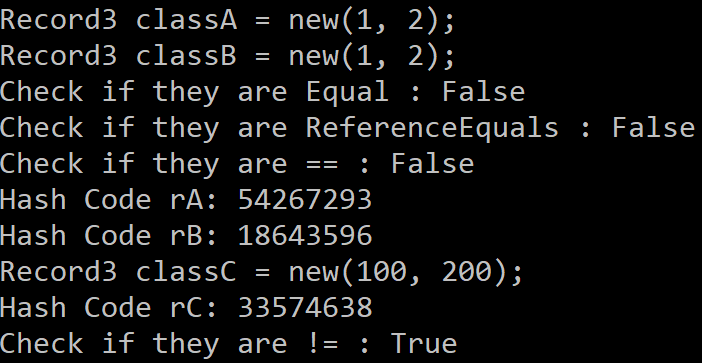 Record3 classA = new(1, 2);
Record3 classB = new(1, 2);
Check if they are Equal : False
Check if they are ReferenceEquals : False
Check if they are == : False
Hash Code rA: 54267293
Hash Code rB: 18643596
Record3 classC = new(100, 200);
Hash Code rC: 33574638
Check if they are != : True